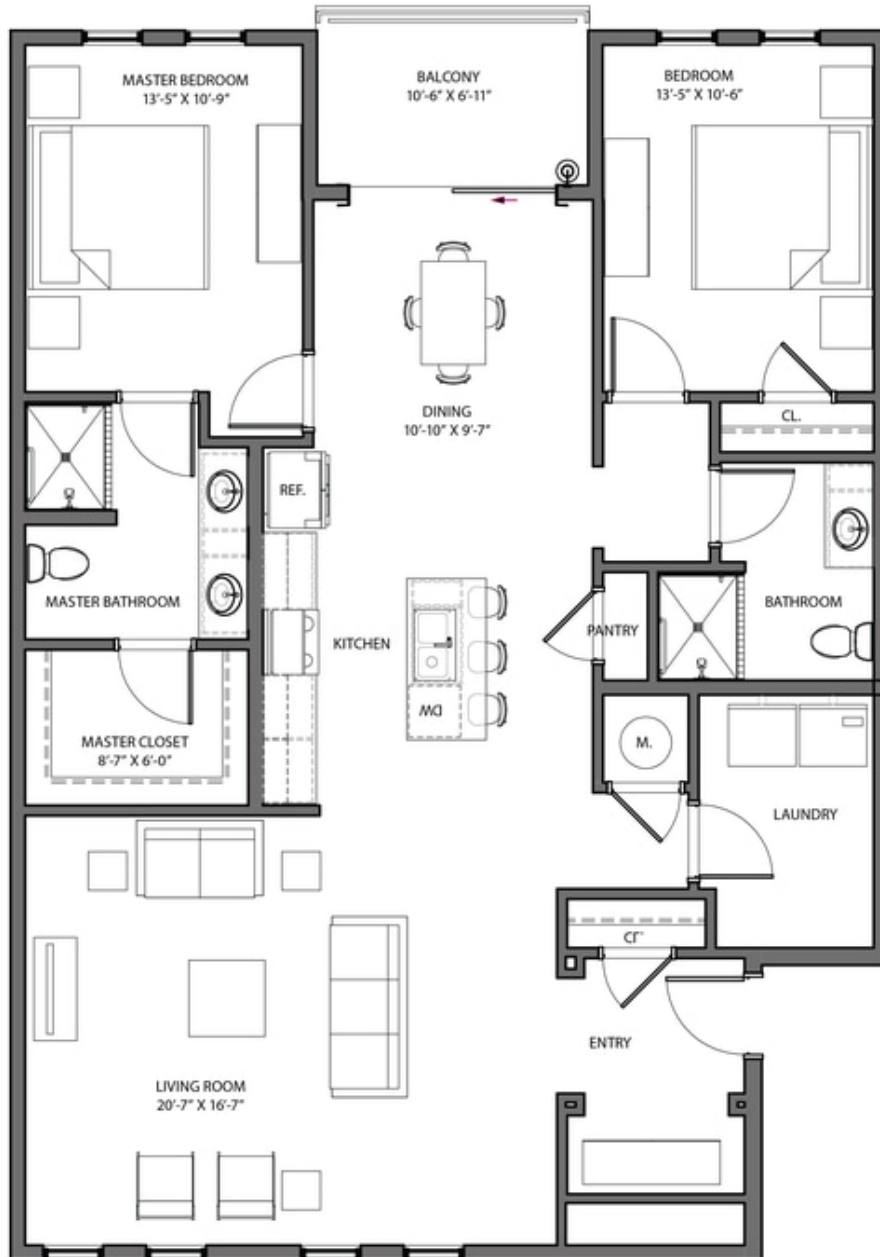 MASTER BEDROOM
13'-5" X 10'-9"
BALCONY
10'-6" X 6'-11"
BEDROOM
13'-5" X 10'-6"
DINING
10'-10" X 9'-7"
CL.
REF.
MASTER BATHROOM
KITCHEN
PANTRY
BATHROOM
DW
MASTER CLOSET
8'-7" X 6'-0"
M.
LAUNDRY
CL.
ENTRY
LIVING ROOM
20'-7" X 16'-7"